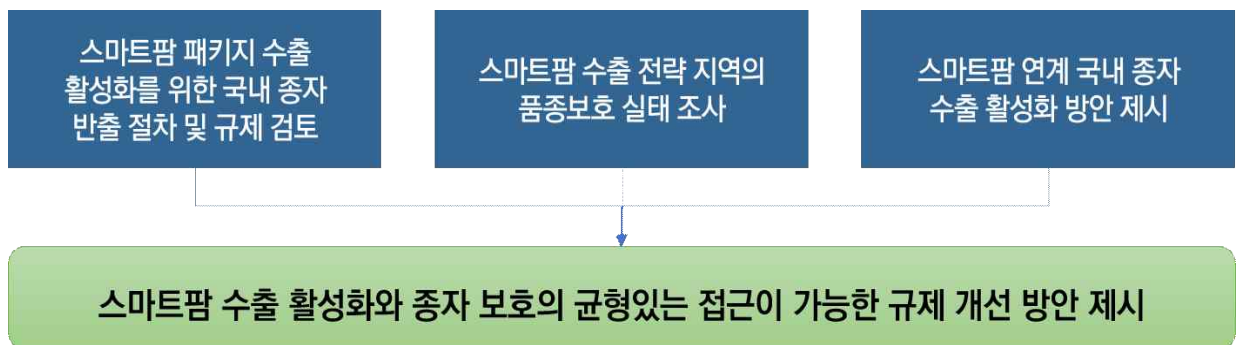 스마트팜 패키지 수출
활성화를 위한 국내 종자
반출 절차 및 규제 검토
스마트팜 수출 전략 지역의
품종보호 실태 조사
스마트팜 연계 국내 종자
수출 활성화 방안 제시
스마트팜 수출 활성화와 종자 보호의 균형있는 접근이 가능한 규제 개선 방안 제시